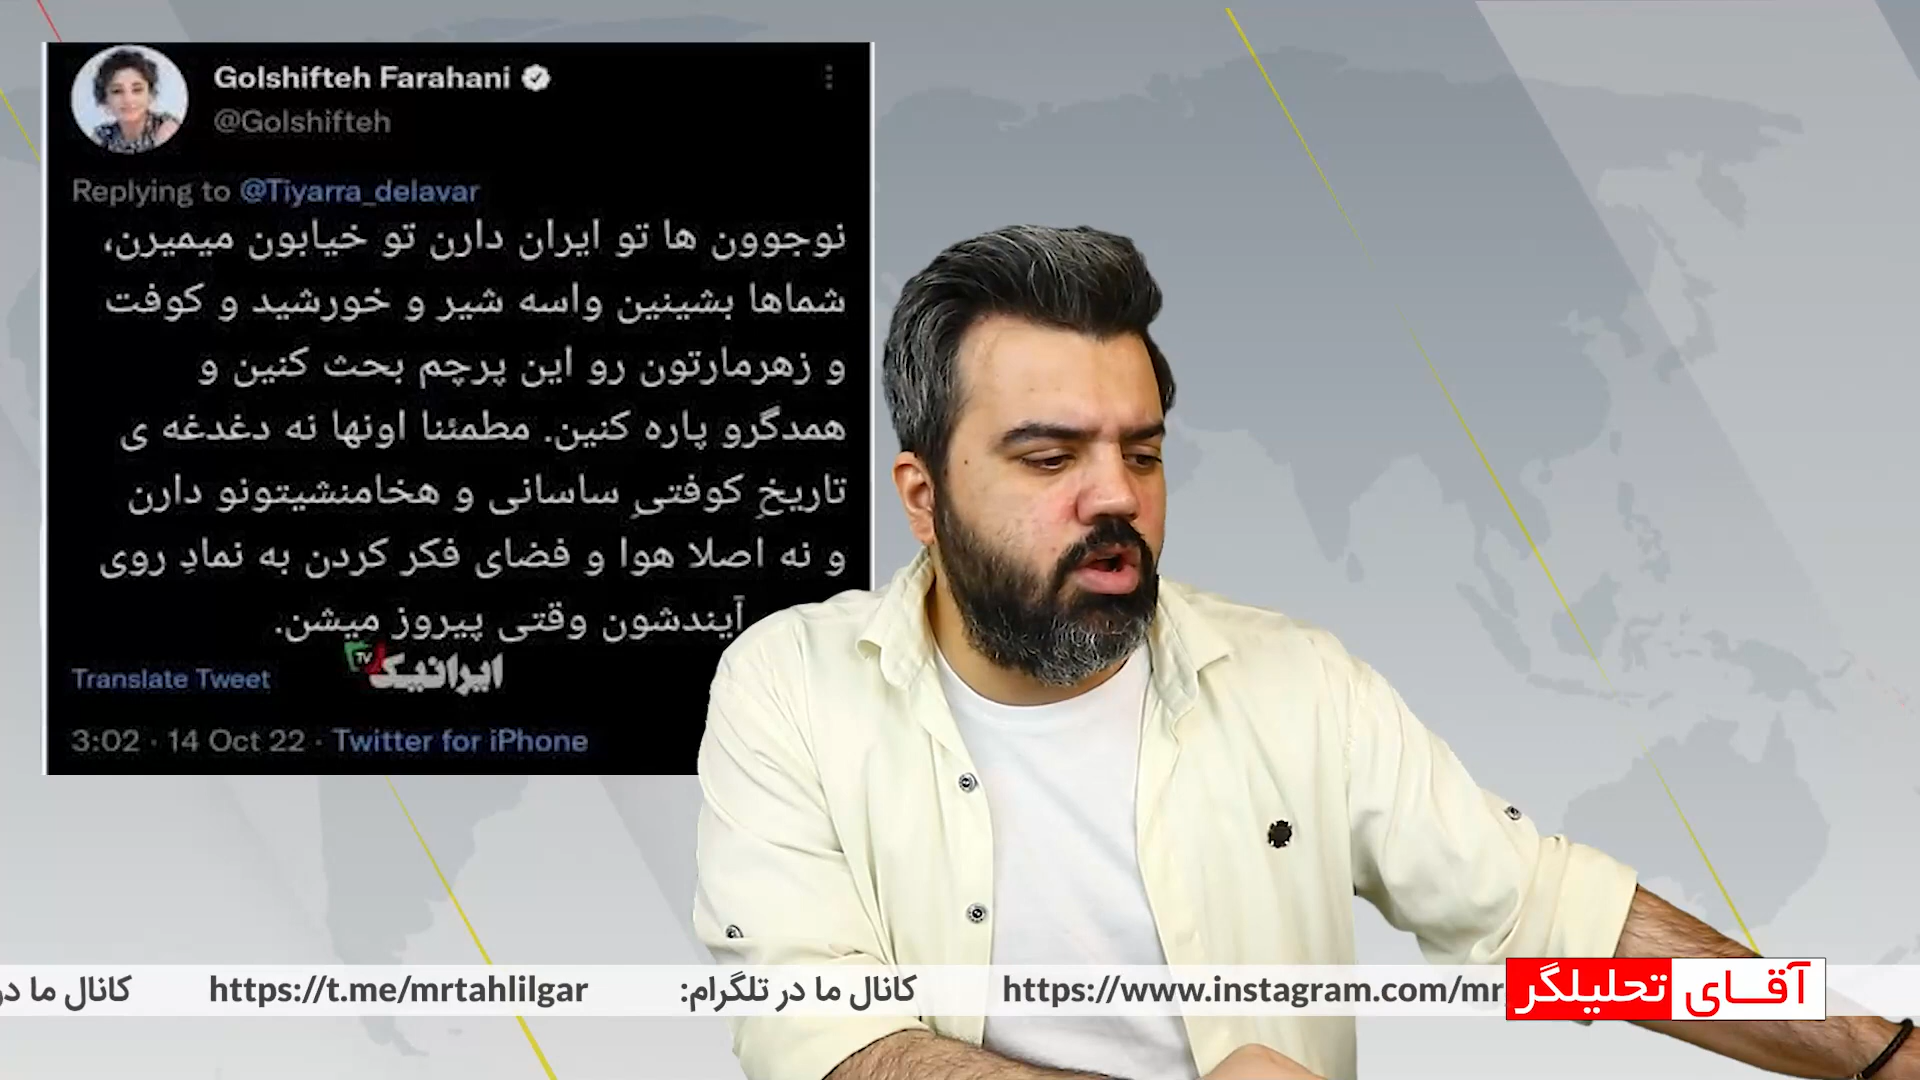 Golshifteh Farahani
@Golshifteh
Replying to @Tiyarra_delavar
نوجوون ها تو ایران دارن تو خیابون میمیرن،
شماها بشینین واسه شیر و خورشید و کوفت
و زهرمارتون رو این پرچم بحث کنین و
همدگرو پاره کنین. مطمئنا اونها نه دغدغه ی
تاریخِ کوفتیِ ساسانی و هخامنشیتونو دارن
و نه اصلا هوا و فضای فکر کردن به نمادِ روی
آیندشون وقتی پیروز میشن.
ایرانیک TV
Translate Tweet
3:02 · 14 Oct 22 · Twitter for iPhone
کانال ما در https://t.me/mrtahlilgar کانال ما در تلگرام: https://www.instagram.com/mr
آقــای تحلیلگر